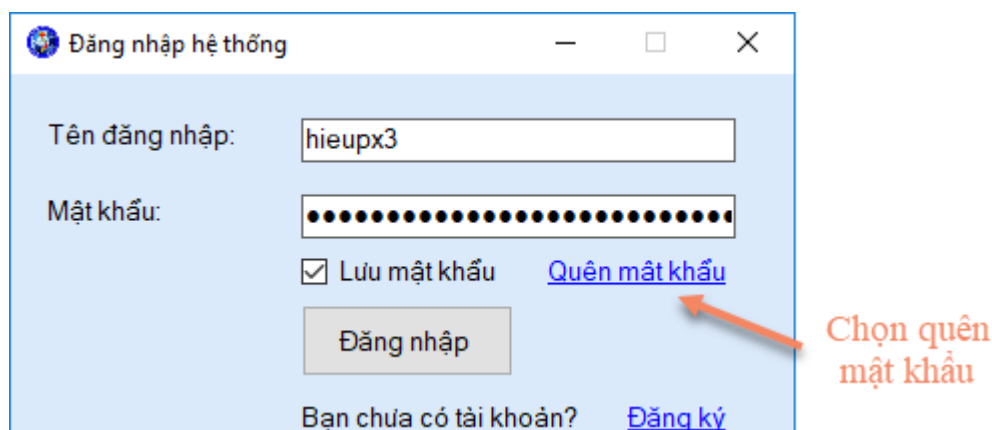 Đăng nhập hệ thống
Tên đăng nhập:
hieupx3
Mật khẩu:
Lưu mật khẩu Quên mât khẩu
Đăng nhập
Chọn quên
mật khẩu
Bạn chưa có tài khoản? Đăng ký